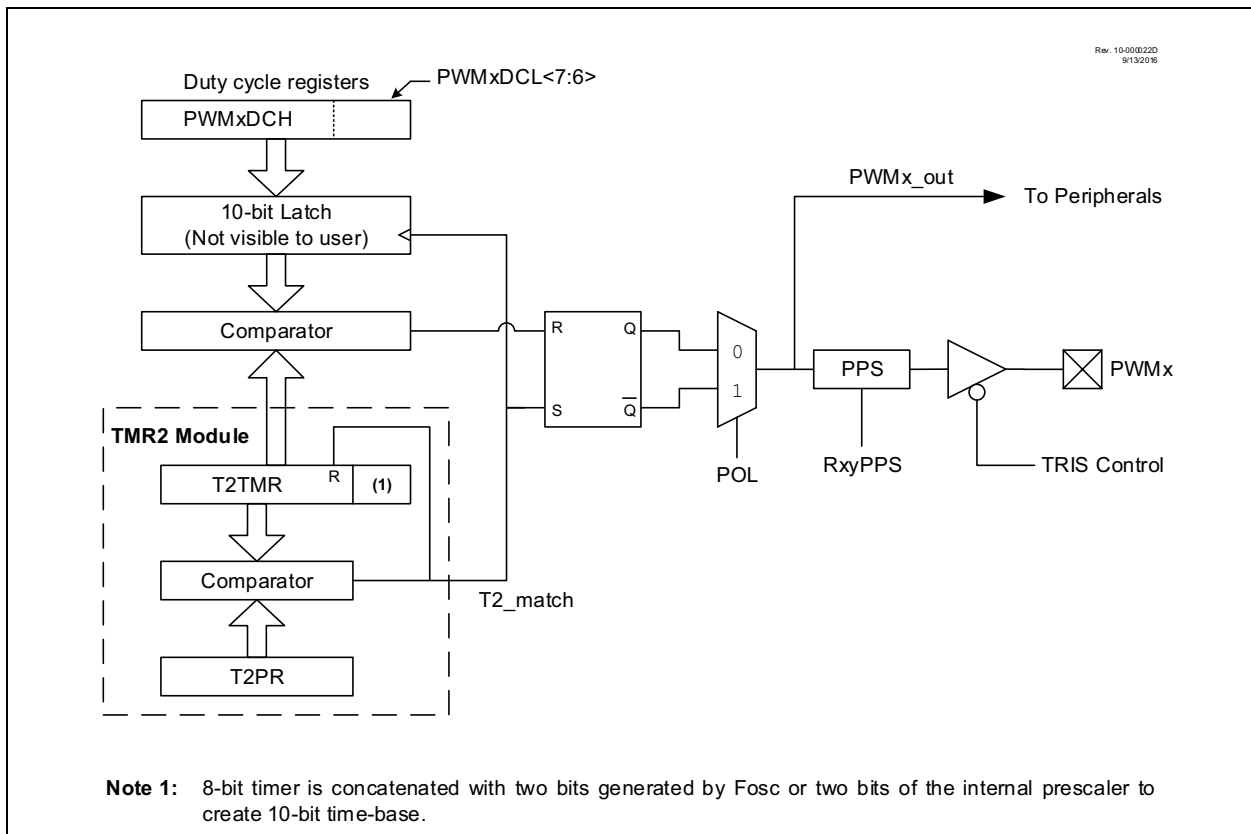 Rev. 10-000022D
9/13/2016
Duty cycle registers
PWMxDCL<7:6>
PWMxDCH
10-bit Latch
(Not visible to user)
Comparator
PWMx_out
To Peripherals
R
Q
S
Q̅
0
1
POL
PPS
RxyPPS
PWMx
TRIS Control
TMR2 Module
T2TMR
R
(1)
Comparator
T2_match
T2PR
Note 1: 8-bit timer is concatenated with two bits generated by Fosc or two bits of the internal prescaler to
create 10-bit time-base.